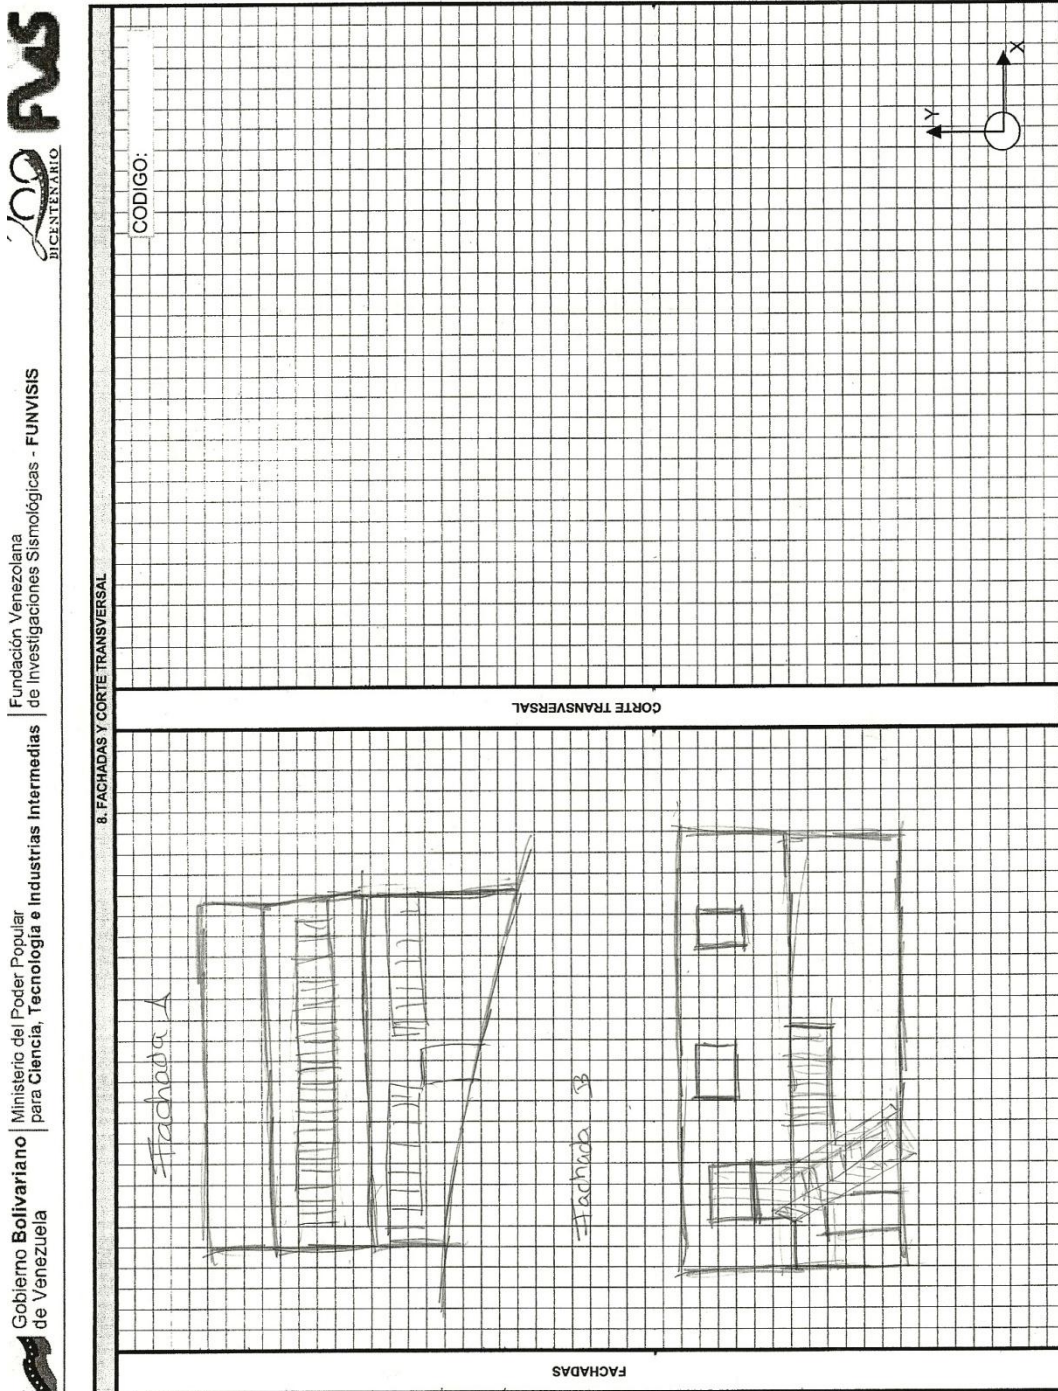 Gobierno Bolivariano
de Venezuela
Ministerio del Poder Popular
para Ciencia, Tecnología e Industrias Intermedias
Fundación Venezolana
de Investigaciones Sismológicas - FUNVISIS
BICENTENARIO
8. FACHADAS Y CORTE TRANSVERSAL
FACHADAS
Fachada A
Fachada B
CORTE TRANSVERSAL
CODIGO:
Y
X